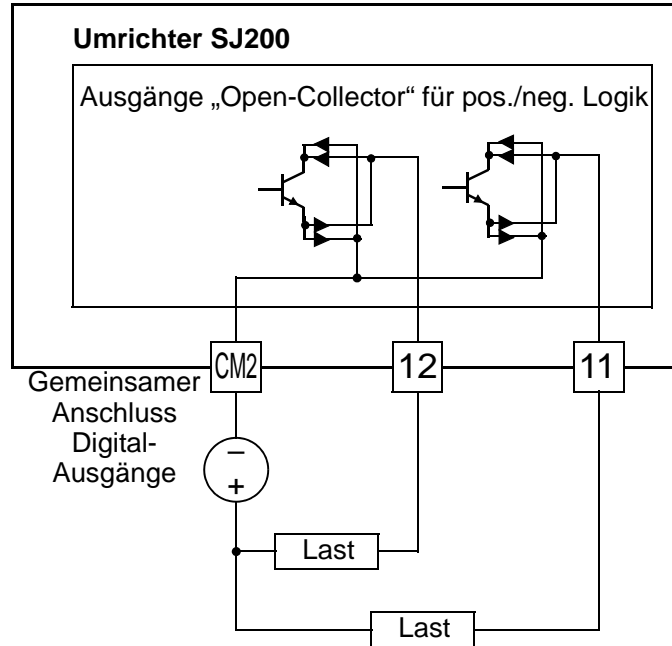 Umrichter SJ200
Ausgänge „Open-Collector“ für pos./neg. Logik
CM2
12
11
Gemeinsamer
Anschluss
Digital-
Ausgänge
−
+
Last
Last